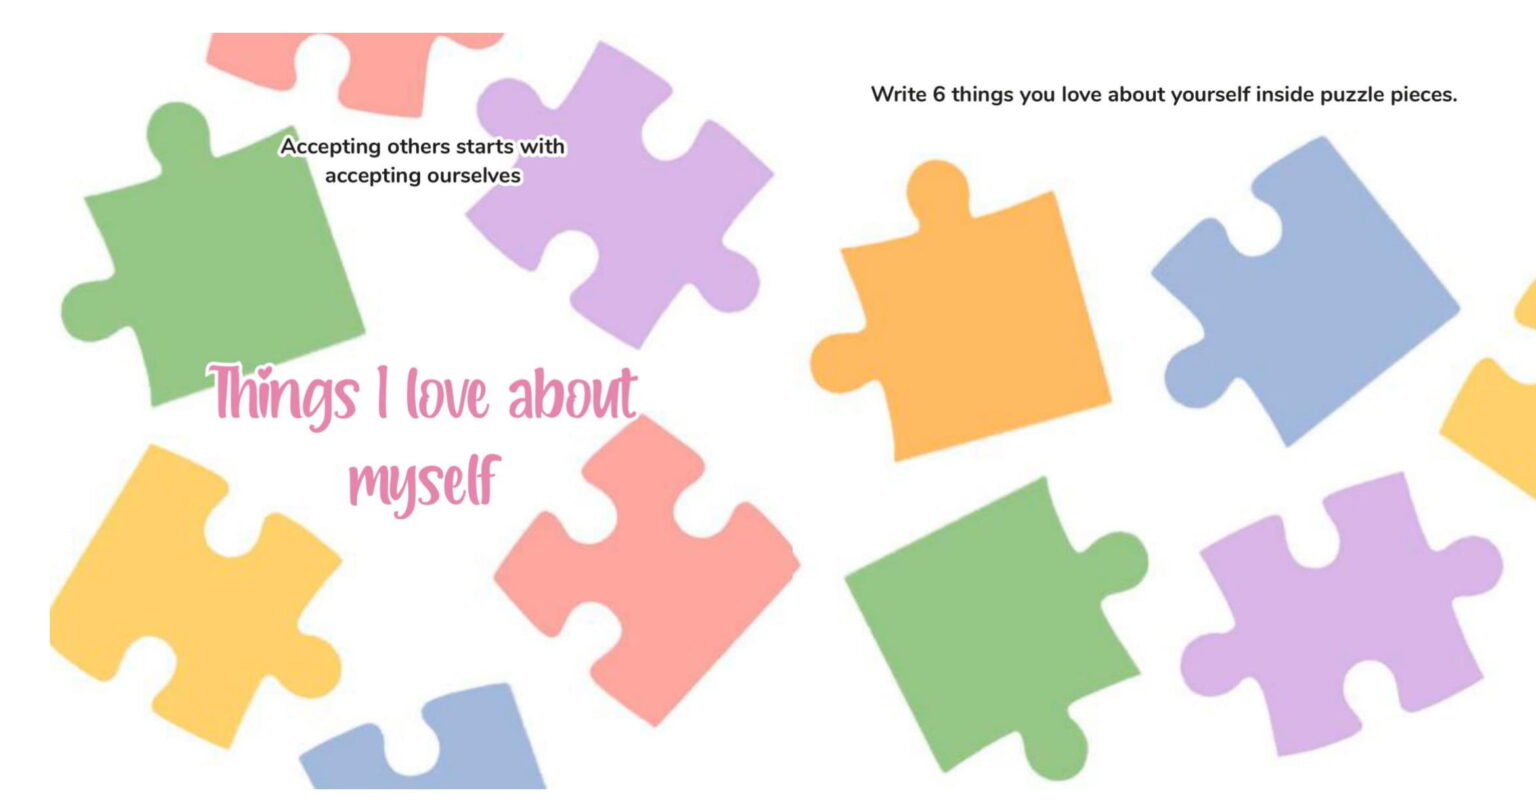 Accepting others starts with
accepting ourselves
Things I love about
myself
Write 6 things you love about yourself inside puzzle pieces.